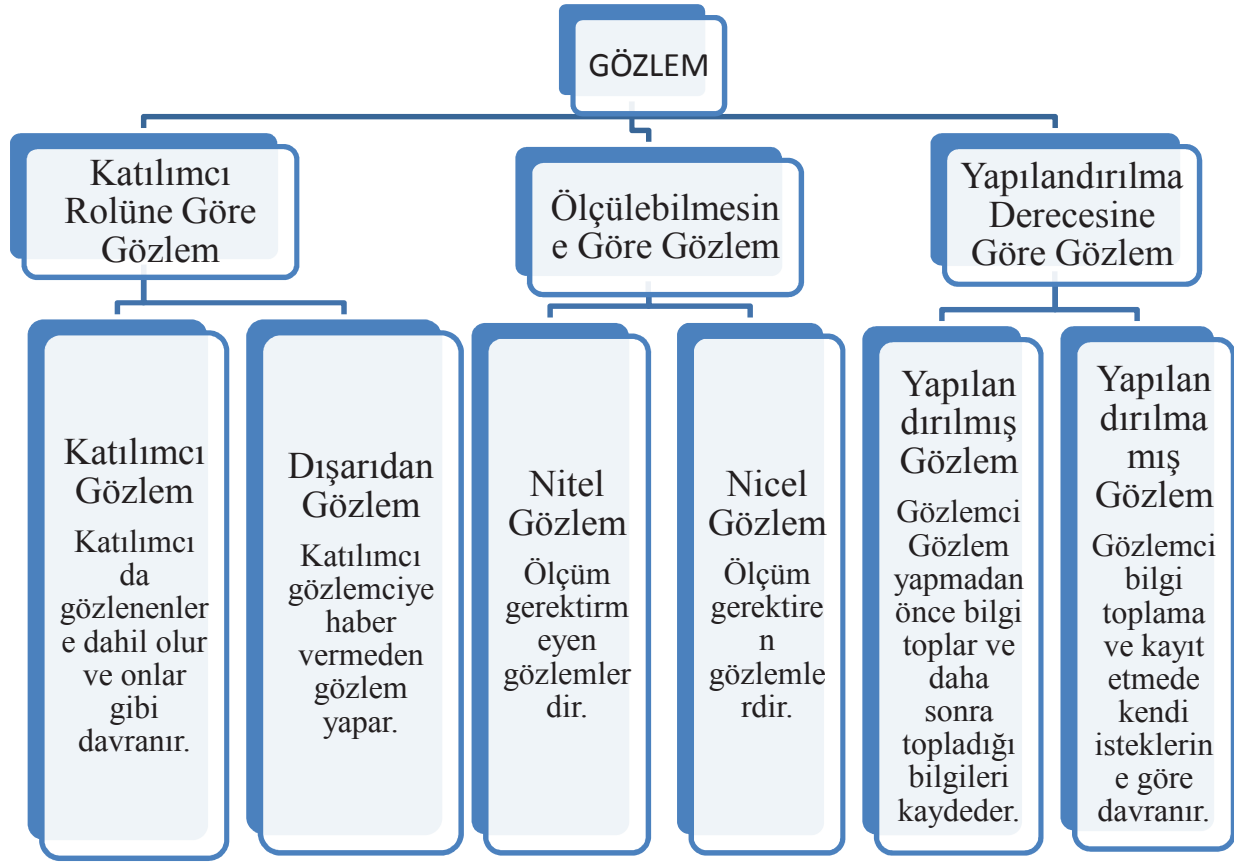 GÖZLEM
Katılımcı
Rolüne Göre
Gözlem
Ölçülebilmesin
e Göre Gözlem
Yapılandırılma
Derecesine
Göre Gözlem
Katılımcı
Gözlem
Katılımcı
da
gözlenenler
e dahil olur
ve onlar
gibi
davranır.
Dışarıdan
Gözlem
Katılımcı
gözlemciye
haber
vermeden
gözlem
yapar.
Nitel
Gözlem
Ölçüm
gerektirm
eyen
gözlemler
dir.
Nicel
Gözlem
Ölçüm
gerektire
n
gözlemle
rdir.
Yapılan
dırılmış
Gözlem
Gözlemci
Gözlem
yapmadan
önce bilgi
toplar ve
daha
sonra
topladığı
bilgileri
kaydeder.
Yapılan
dırılma
mış
Gözlem
Gözlemci
bilgi
toplama
ve kayıt
etmede
kendi
isteklerin
e göre
davranır.